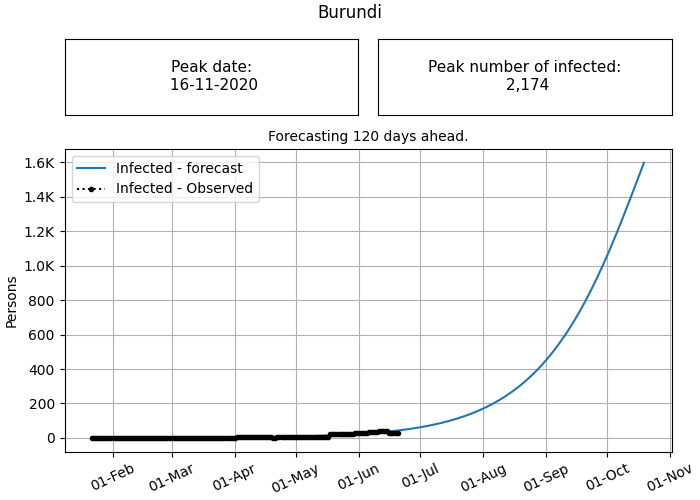 Burundi
Peak date:
16-11-2020
Peak number of infected:
2,174
Forecasting 120 days ahead.
Infected - forecast
Infected - Observed
Persons
1.6K
1.4K
1.2K
1.0K
800
600
400
200
0
01-Feb
01-Mar
01-Apr
01-May
01-Jun
01-Jul
01-Aug
01-Sep
01-Oct
01-Nov